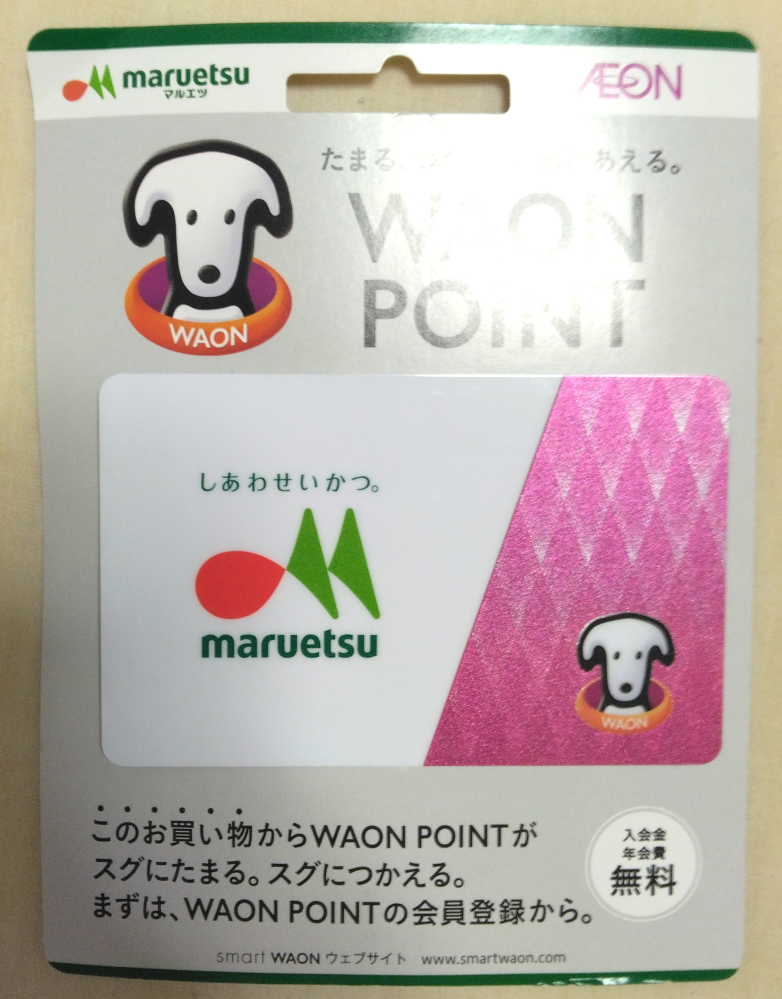 maruetsu
マルエツ
ÆON
たまる、つ あえる。
WAON
POINT
WAON
しあわせいかつ。
maruetsu
WAON
このお買い物からWAON POINTが
スグにたまる。スグにつかえる。
まずは、WAON POINTの会員登録から。
入会金
年会費
無料
smart WAON ウェブサイト www.smartwaon.com